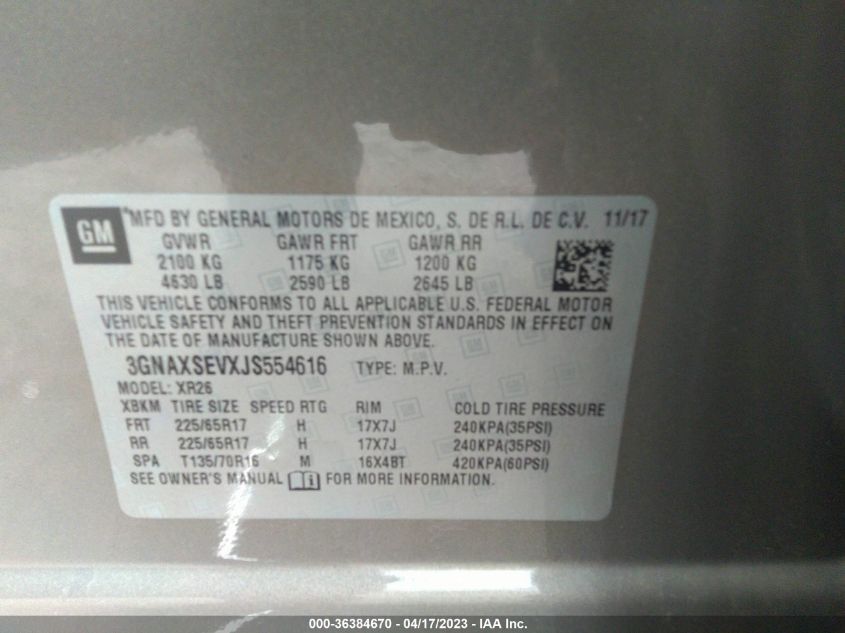 GM
MFD BY GENERAL MOTORS DE MEXICO, S. DE R.L. DE C.V. 11/17
GVWR GAWR FRT GAWR RR
2100 KG 1175 KG 1200 KG
4630 LB 2590 LB 2645 LB
THIS VEHICLE CONFORMS TO ALL APPLICABLE U.S. FEDERAL MOTOR
VEHICLE SAFETY AND THEFT PREVENTION STANDARDS IN EFFECT ON
THE DATE OF MANUFACTURE SHOWN ABOVE.
3GNAXSEVXJS554616 TYPE: M.P.V.
MODEL: XR26
XBKM TIRE SIZE SPEED RTG RIM COLD TIRE PRESSURE
FRT 225/65R17 H 17X7J 240KPA(35PSI)
RR 225/65R17 H 17X7J 240KPA(35PSI)
SPA T135/70R16 M 16X4BT 420KPA(60PSI)
SEE OWNER'S MANUAL i FOR MORE INFORMATION.
000-36384670 - 04/17/2023 - IAA Inc.